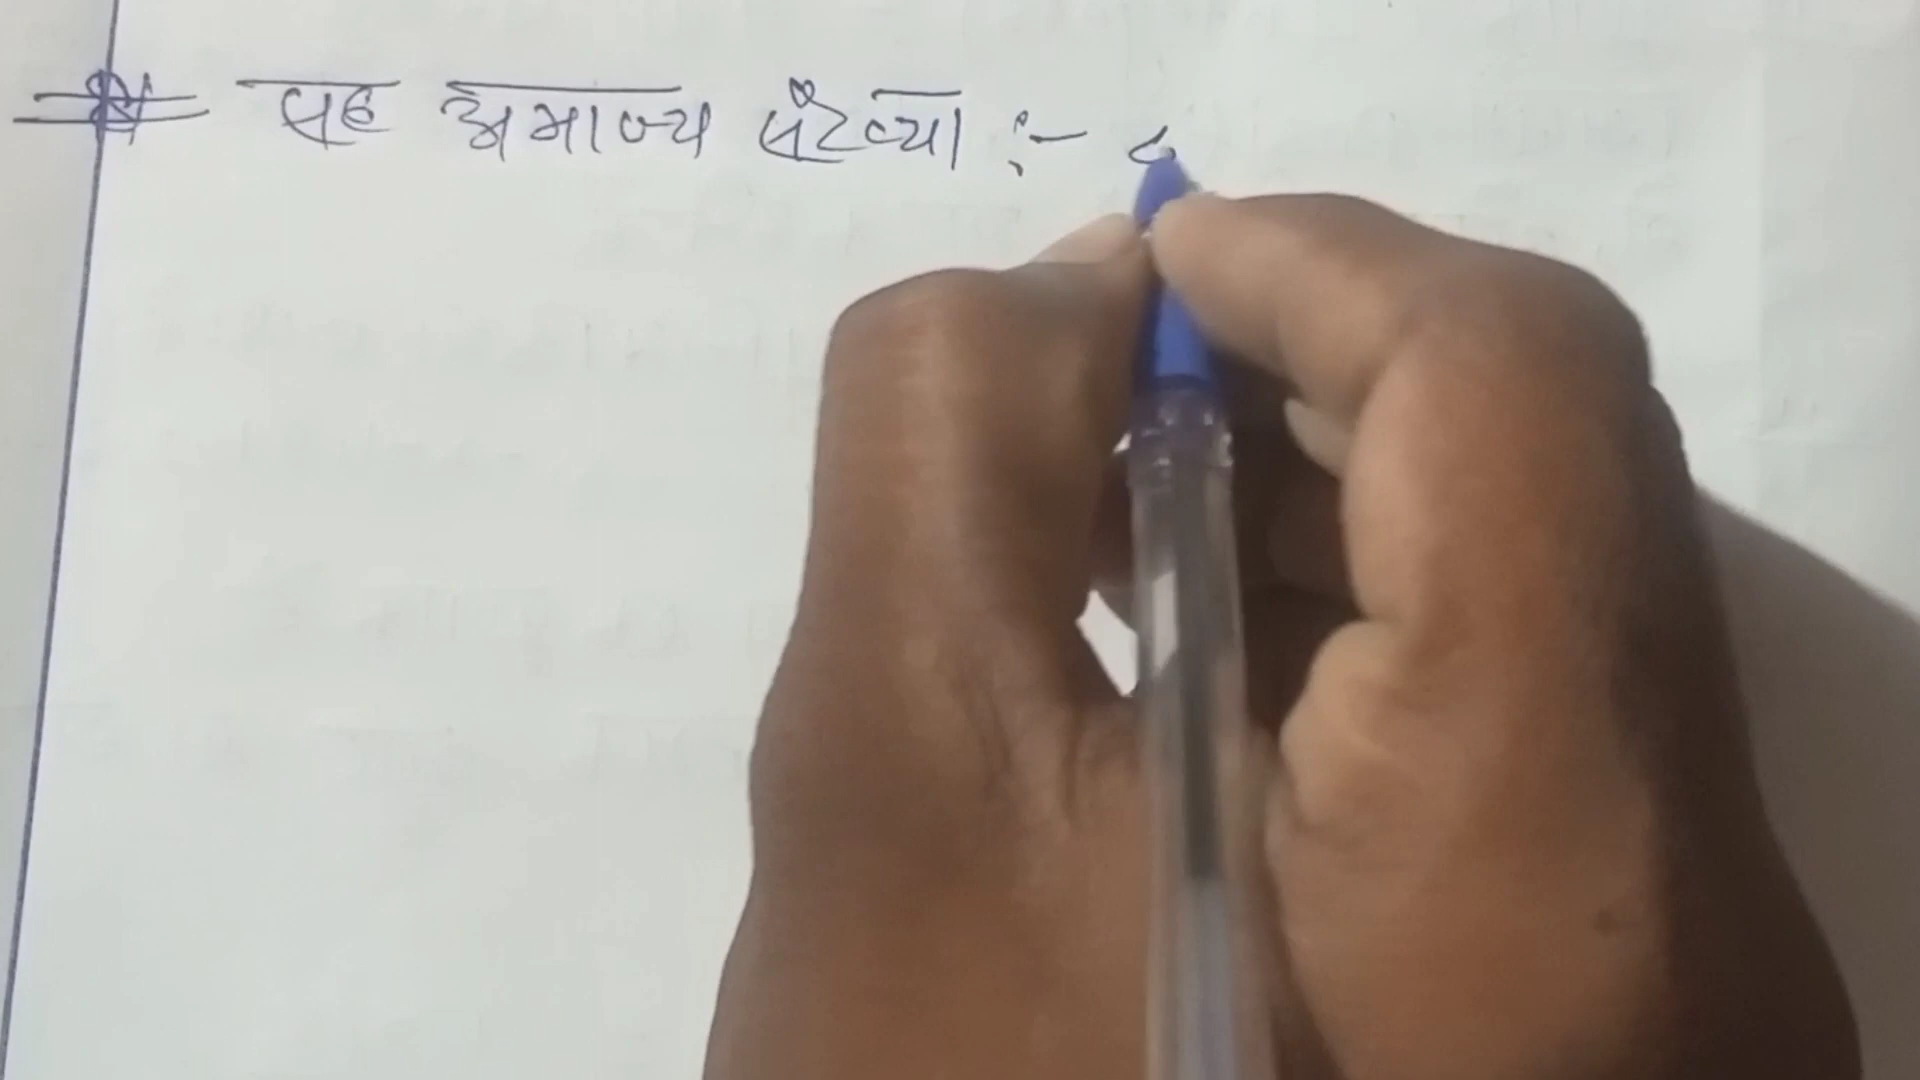 सह अभाज्य संख्या :-